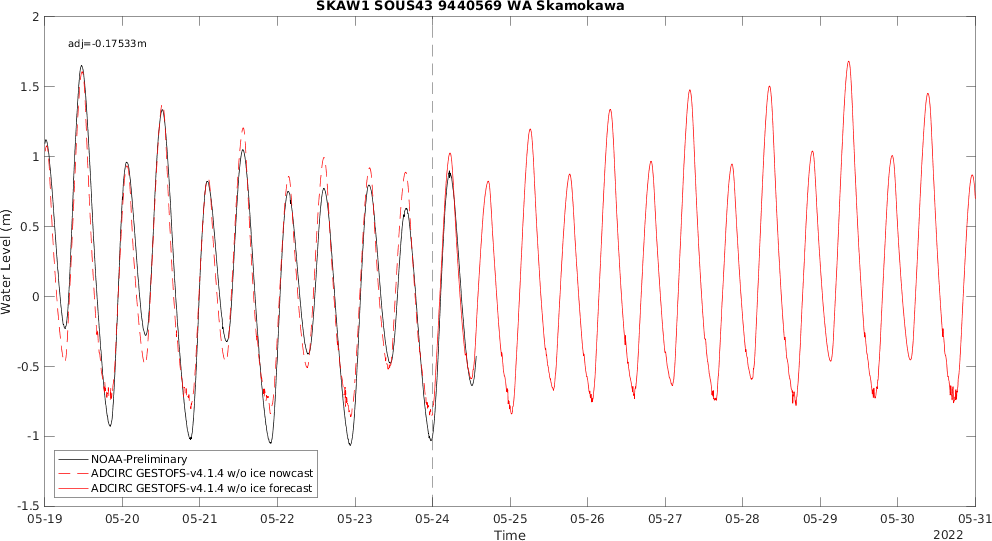 SKAW1 SOUS43 9440569 WA Skamokawa
adj=-0.17533m
2
1.5
1
0.5
0
-0.5
-1
-1.5
Water Level (m)
NOAA-Preliminary
ADCIRC GESTOFS-v4.1.4 w/o ice nowcast
ADCIRC GESTOFS-v4.1.4 w/o ice forecast
05-19 05-20 05-21 05-22 05-23 05-24 05-25 05-26 05-27 05-28 05-29 05-30 05-31
Time
2022